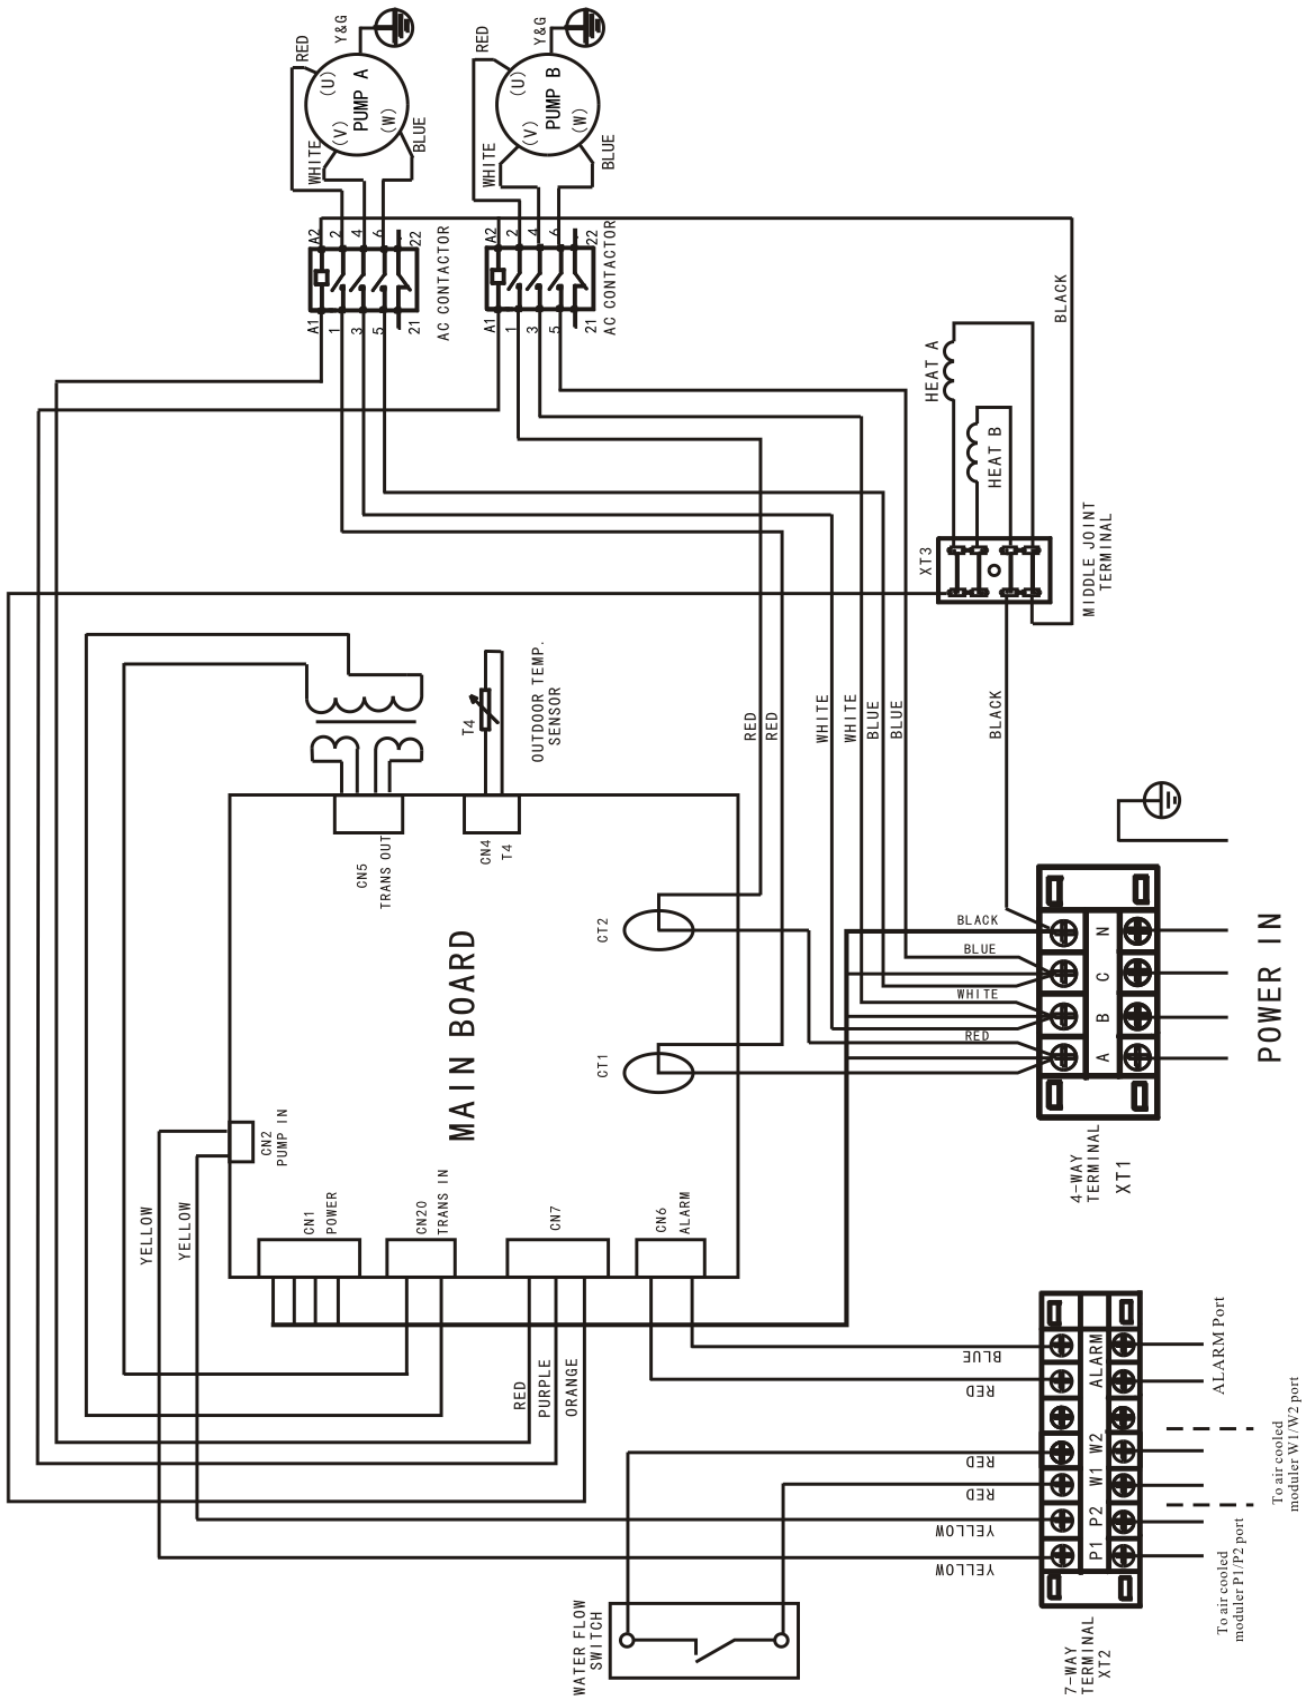 RED
Y&G
(U)
(V)
PUMP A
(W)
WHITE
BLUE
RED
Y&G
(U)
(V)
PUMP B
(W)
WHITE
BLUE
A2
2
4
6
22
A1
1
3
5
21
AC CONTACTOR
A2
2
4
6
22
A1
1
3
5
21
AC CONTACTOR
BLACK
HEAT A
HEAT B
XT3
MIDDLE JOINT
TERMINAL
T4
OUTDOOR TEMP.
SENSOR
RED
RED
WHITE
WHITE
BLUE
BLUE
BLACK
CN5
TRANS OUT
CN4
T4
CT2
CT1
MAIN BOARD
CN2
PUMP IN
YELLOW
YELLOW
CN1
POWER
CN20
TRANS IN
CN7
CN6
ALARM
BLACK
BLUE
WHITE
RED
A
B
C
N
POWER IN
4-WAY
TERMINAL
XT1
RED
PURPLE
ORANGE
BLUE
RED
RED
RED
YELLOW
YELLOW
P1
P2
W1
W2
ALARM
ALARM Port
To air cooled
moduler W1/W2 port
To air cooled
moduler P1/P2 port
WATER FLOW
SWITCH
7-WAY
TERMINAL
XT2